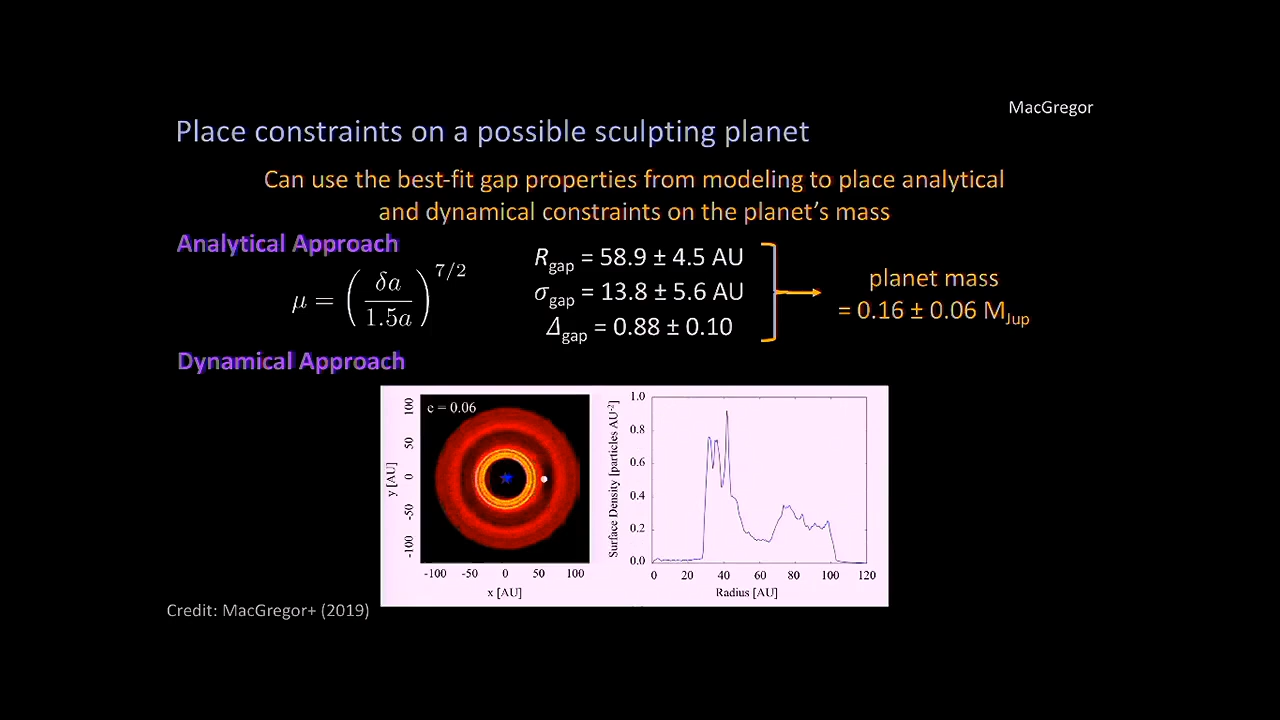 MacGregor
Place constraints on a possible sculpting planet
Can use the best-fit gap properties from modeling to place analytical
and dynamical constraints on the planet's mass
Analytical Approach
μ = (δa / 1.5a)^7/2
R_gap = 58.9 ± 4.5 AU
σ_gap = 13.8 ± 5.6 AU
Δ_gap = 0.88 ± 0.10
planet mass
= 0.16 ± 0.06 M_Jup
Dynamical Approach
e = 0.06
y [AU]
100
50
0
-50
-100
-100 -50 0 50 100
x [AU]
Surface Density [particles AU^-2]
1.0
0.8
0.6
0.4
0.2
0.0
0 20 40 60 80 100 120
Radius [AU]
Credit: MacGregor+ (2019)